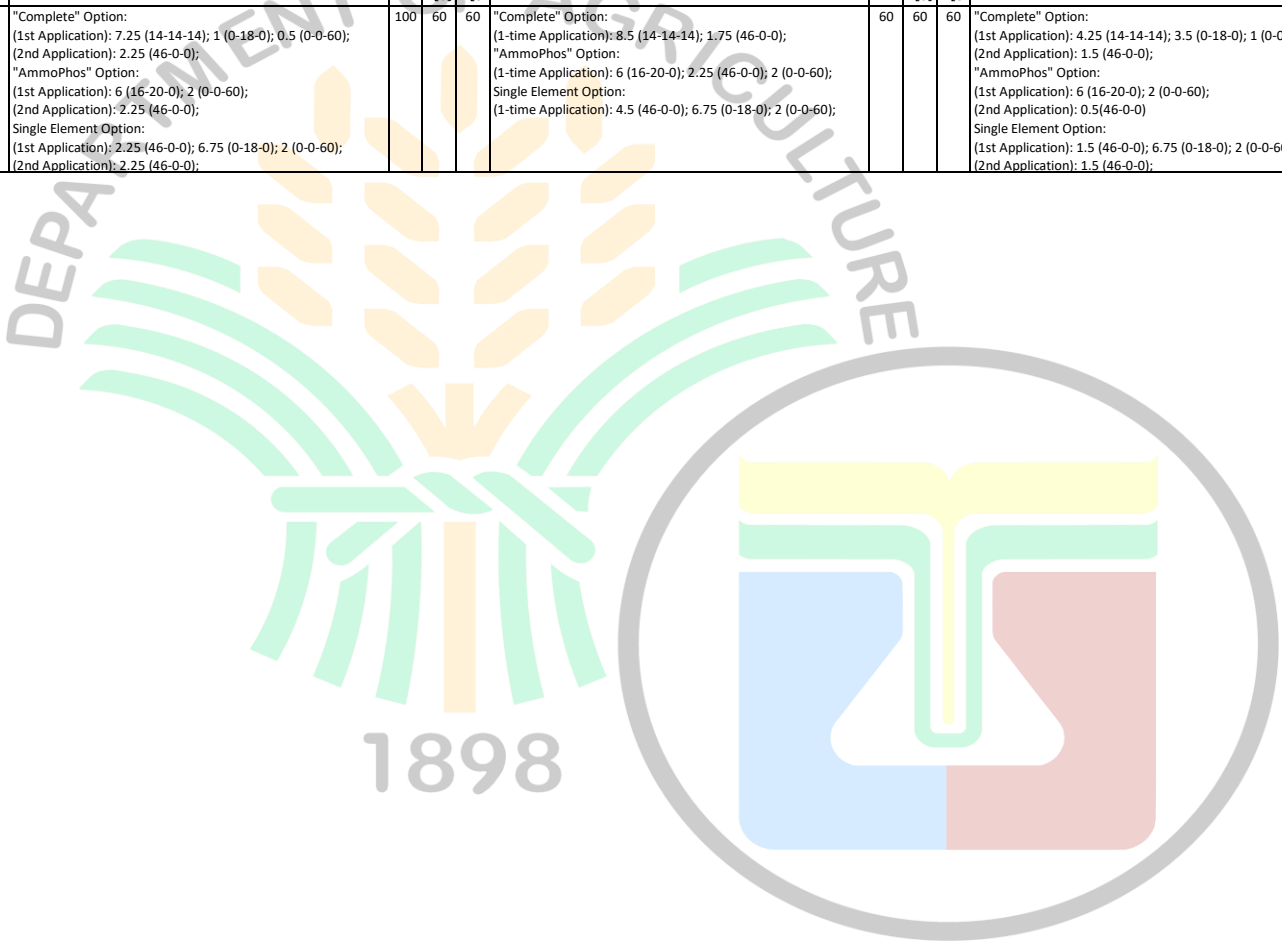 "Complete" Option:
(1st Application): 7.25 (14-14-14); 1 (0-18-0); 0.5 (0-0-60);
(2nd Application): 2.25 (46-0-0);
"AmmoPhos" Option:
(1st Application): 6 (16-20-0); 2 (0-0-60);
(2nd Application): 2.25 (46-0-0);
Single Element Option:
(1st Application): 2.25 (46-0-0); 6.75 (0-18-0); 2 (0-0-60);
(2nd Application): 2.25 (46-0-0);
100 60 60
"Complete" Option:
(1-time Application): 8.5 (14-14-14); 1.75 (46-0-0);
"AmmoPhos" Option:
(1-time Application): 6 (16-20-0); 2.25 (46-0-0); 2 (0-0-60);
Single Element Option:
(1-time Application): 4.5 (46-0-0); 6.75 (0-18-0); 2 (0-0-60);
60 60 60
"Complete" Option:
(1st Application): 4.25 (14-14-14); 3.5 (0-18-0); 1 (0-0
(2nd Application): 1.5 (46-0-0);
"AmmoPhos" Option:
(1st Application): 6 (16-20-0); 2 (0-0-60);
(2nd Application): 0.5(46-0-0)
Single Element Option:
(1st Application): 1.5 (46-0-0); 6.75 (0-18-0); 2 (0-0-60
(2nd Application): 1.5 (46-0-0);
DEPARTMENT AGRICULTURE
1898